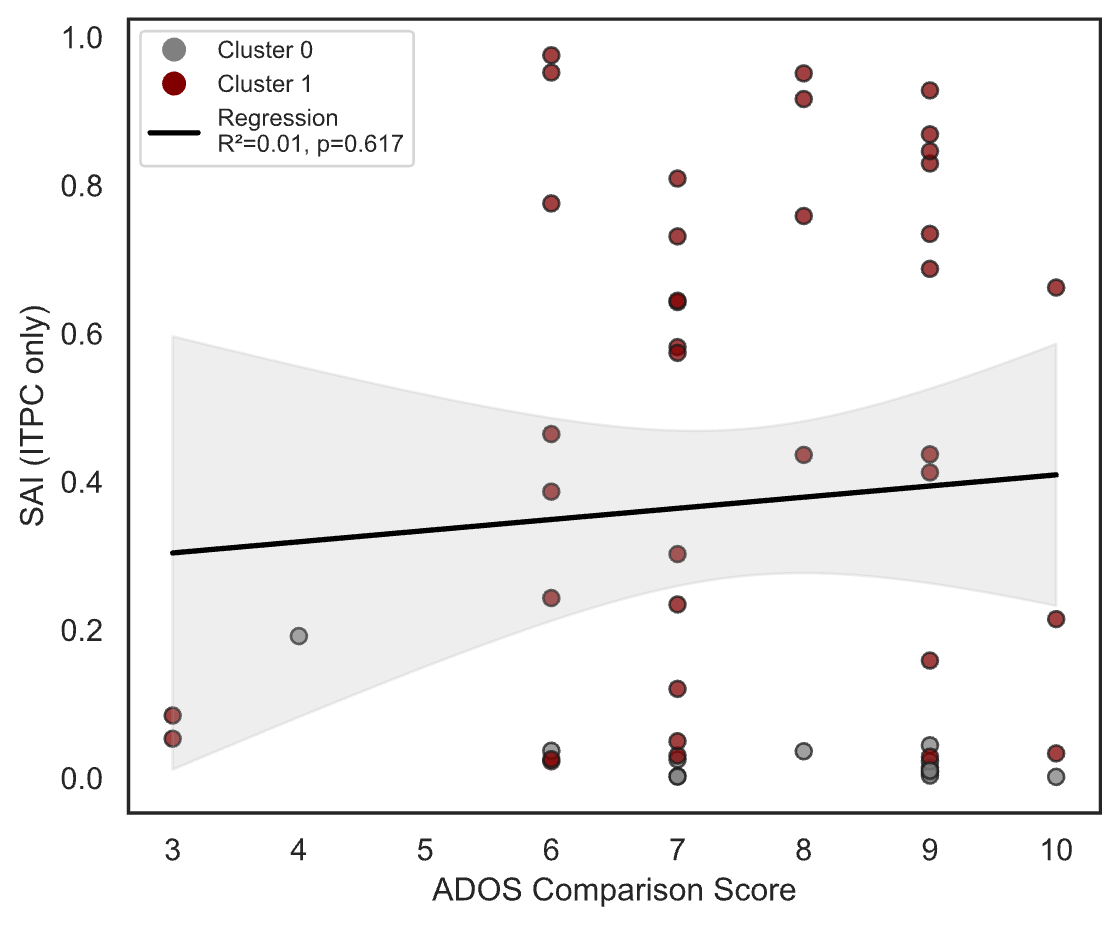 1.0
0.8
0.6
0.4
0.2
0.0
SAI (ITPC only)
Cluster 0
Cluster 1
Regression
R²=0.01, p=0.617
3 4 5 6 7 8 9 10
ADOS Comparison Score